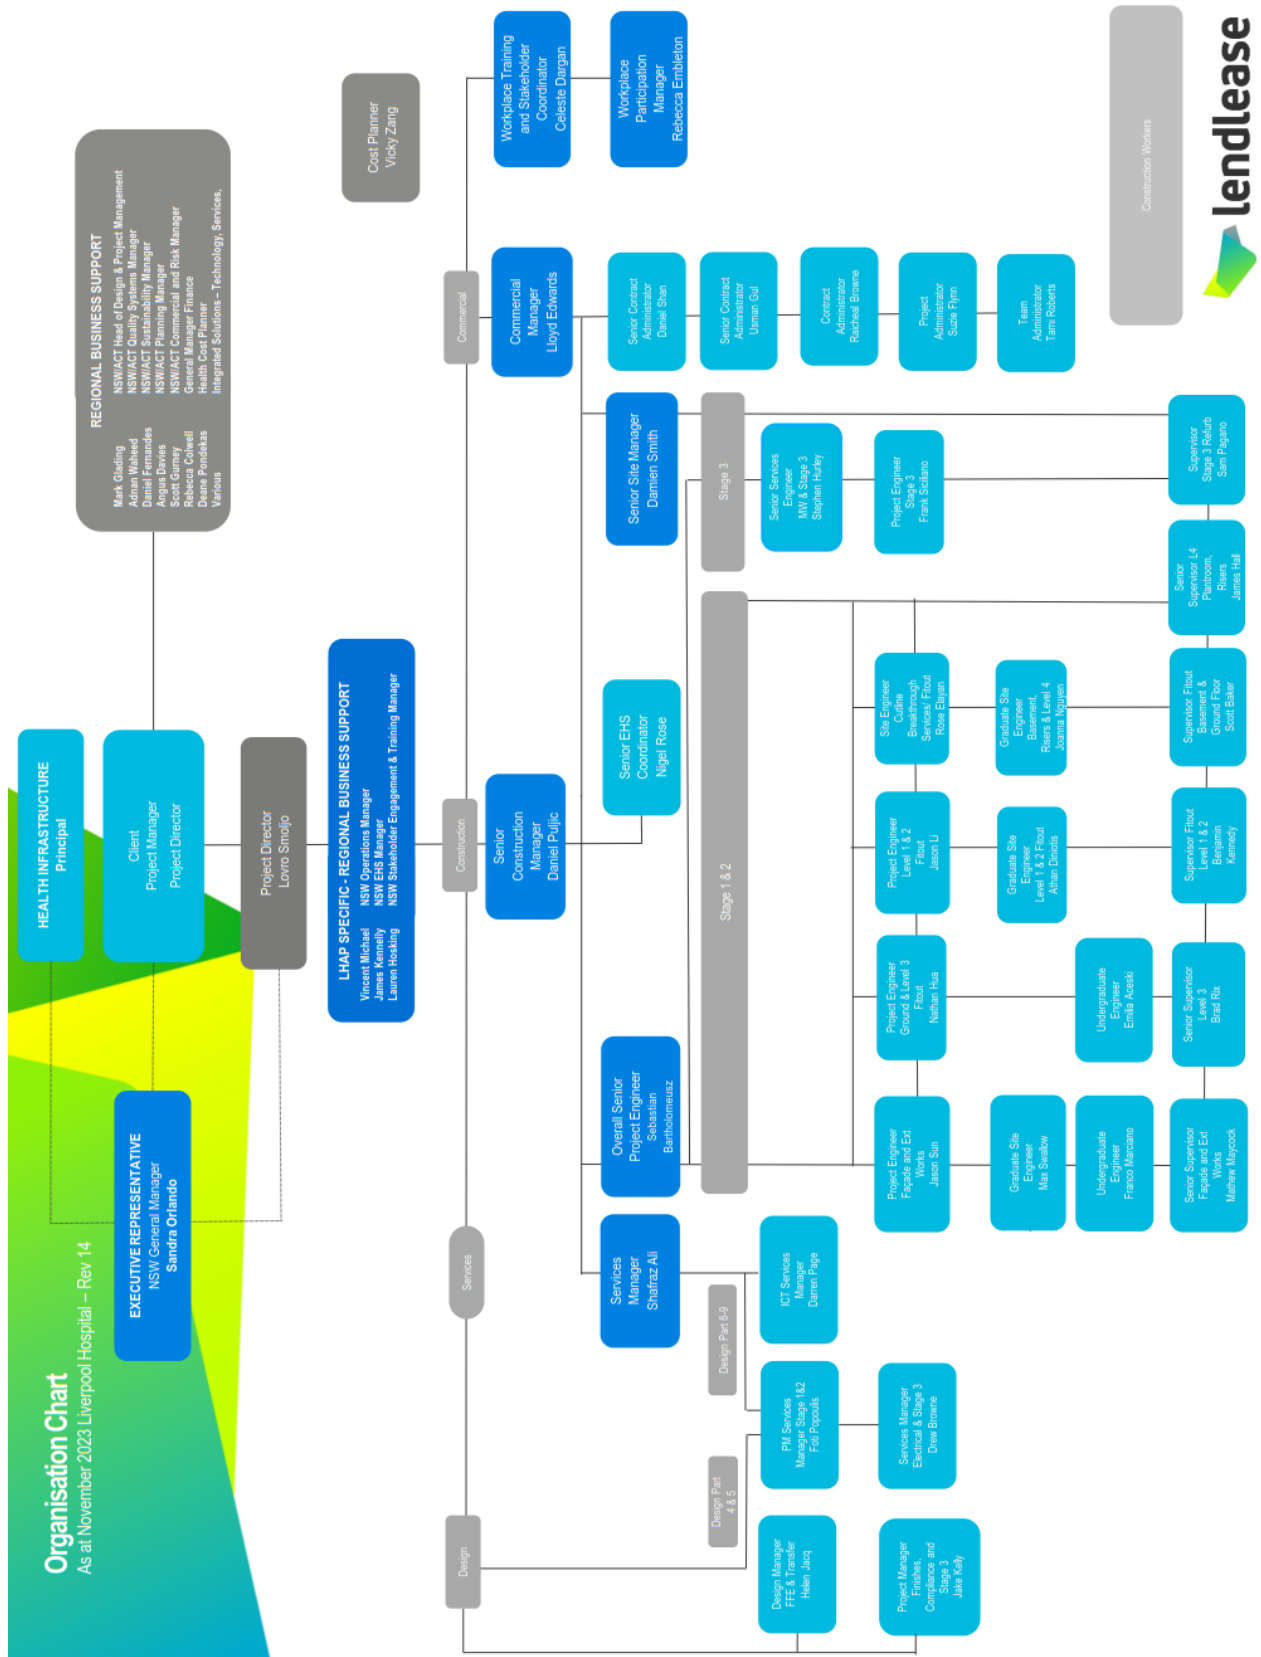 Organisation Chart
As at November 2023 Liverpool Hospital – Rev 14
EXECUTIVE REPRESENTATIVE
NSW General Manager
Sandra Orlando
HEALTH INFRASTRUCTURE
Principal
Client
Project Manager
Project Director
Project Director
Lovro Smoljo
REGIONAL BUSINESS SUPPORT
Mark Glading NSW/ACT Head of Design & Project Management
Adnan Waheed NSW/ACT Quality Systems Manager
Daniel Fernandes NSW/ACT Sustainability Manager
Angus Davies NSW/ACT Planning Manager
Scott Gurney NSW/ACT Commercial and Risk Manager
Rebecca Colwell General Manager Finance
Deane Pondekas Health Cost Planner
Various Integrated Solutions – Technology, Services,
LHAP SPECIFIC - REGIONAL BUSINESS SUPPORT
Vincent Michael NSW Operations Manager
James Kennelly NSW EHS Manager
Lauren Hosking NSW Stakeholder Engagement & Training Manager
Cost Planner
Vicky Zang
Design
Services
Construction
Commercial
Senior
Construction
Manager
Daniel Puljic
Commercial
Manager
Lloyd Edwards
Workplace Training
and Stakeholder
Coordinator
Celeste Dargan
Services
Manager
Shafraz Ali
Overall Senior
Project Engineer
Sebastian
Bartholomeusz
Senior EHS
Coordinator
Nigel Rose
Senior Site Manager
Damien Smith
Senior Contract
Administrator
Daniel Shan
Workplace
Participation
Manager
Rebecca Embleton
Design Part
4 & 5
Design Part 6-9
Stage 1 & 2
Stage 3
Senior Contract
Administrator
Usman Gul
Design Manager
FFE & Transfer
Helen Jacq
PM Services
Manager Stage 1&2
Foti Popoulis
ICT Services
Manager
Darren Page
Senior Services
Engineer
MW & Stage 3
Stephen Hurley
Contract
Administrator
Raicheal Browne
Project Manager
Finishes,
Compliance and
Stage 3
Jake Kelly
Services Manager
Electrical & Stage 3
Drew Browne
Project Engineer
Façade and Ext
Works
Jason Sun
Project Engineer
Ground & Level 3
Fitout
Nathan Hua
Project Engineer
Level 1 & 2
Fitout
Jason Li
Site Engineer
Cutline
Breakthrough
Services/ Fitout
Rose Elayan
Project Engineer
Stage 3
Frank Siciliano
Project
Administrator
Suzie Flynn
Graduate Site
Engineer
Max Swallow
Graduate Site
Engineer
Level 1 & 2 Fitout
Athan Diniotis
Graduate Site
Engineer
Basement,
Risers & Level 4
Joanna Nguyen
Team
Administrator
Tami Roberts
Undergraduate
Engineer
Franco Marciano
Undergraduate
Engineer
Emilia Aceski
Senior Supervisor
Façade and Ext
Works
Mathew Maycock
Senior Supervisor
Level 3
Brad Rix
Supervisor Fitout
Level 1 & 2
Benjamin
Kennedy
Supervisor Fitout
Basement &
Ground Floor
Scott Baker
Senior
Supervisor L4
Plantroom,
Risers
James Hall
Supervisor
Stage 3 Refurb
Sam Pagano
Construction Workers
lendlease